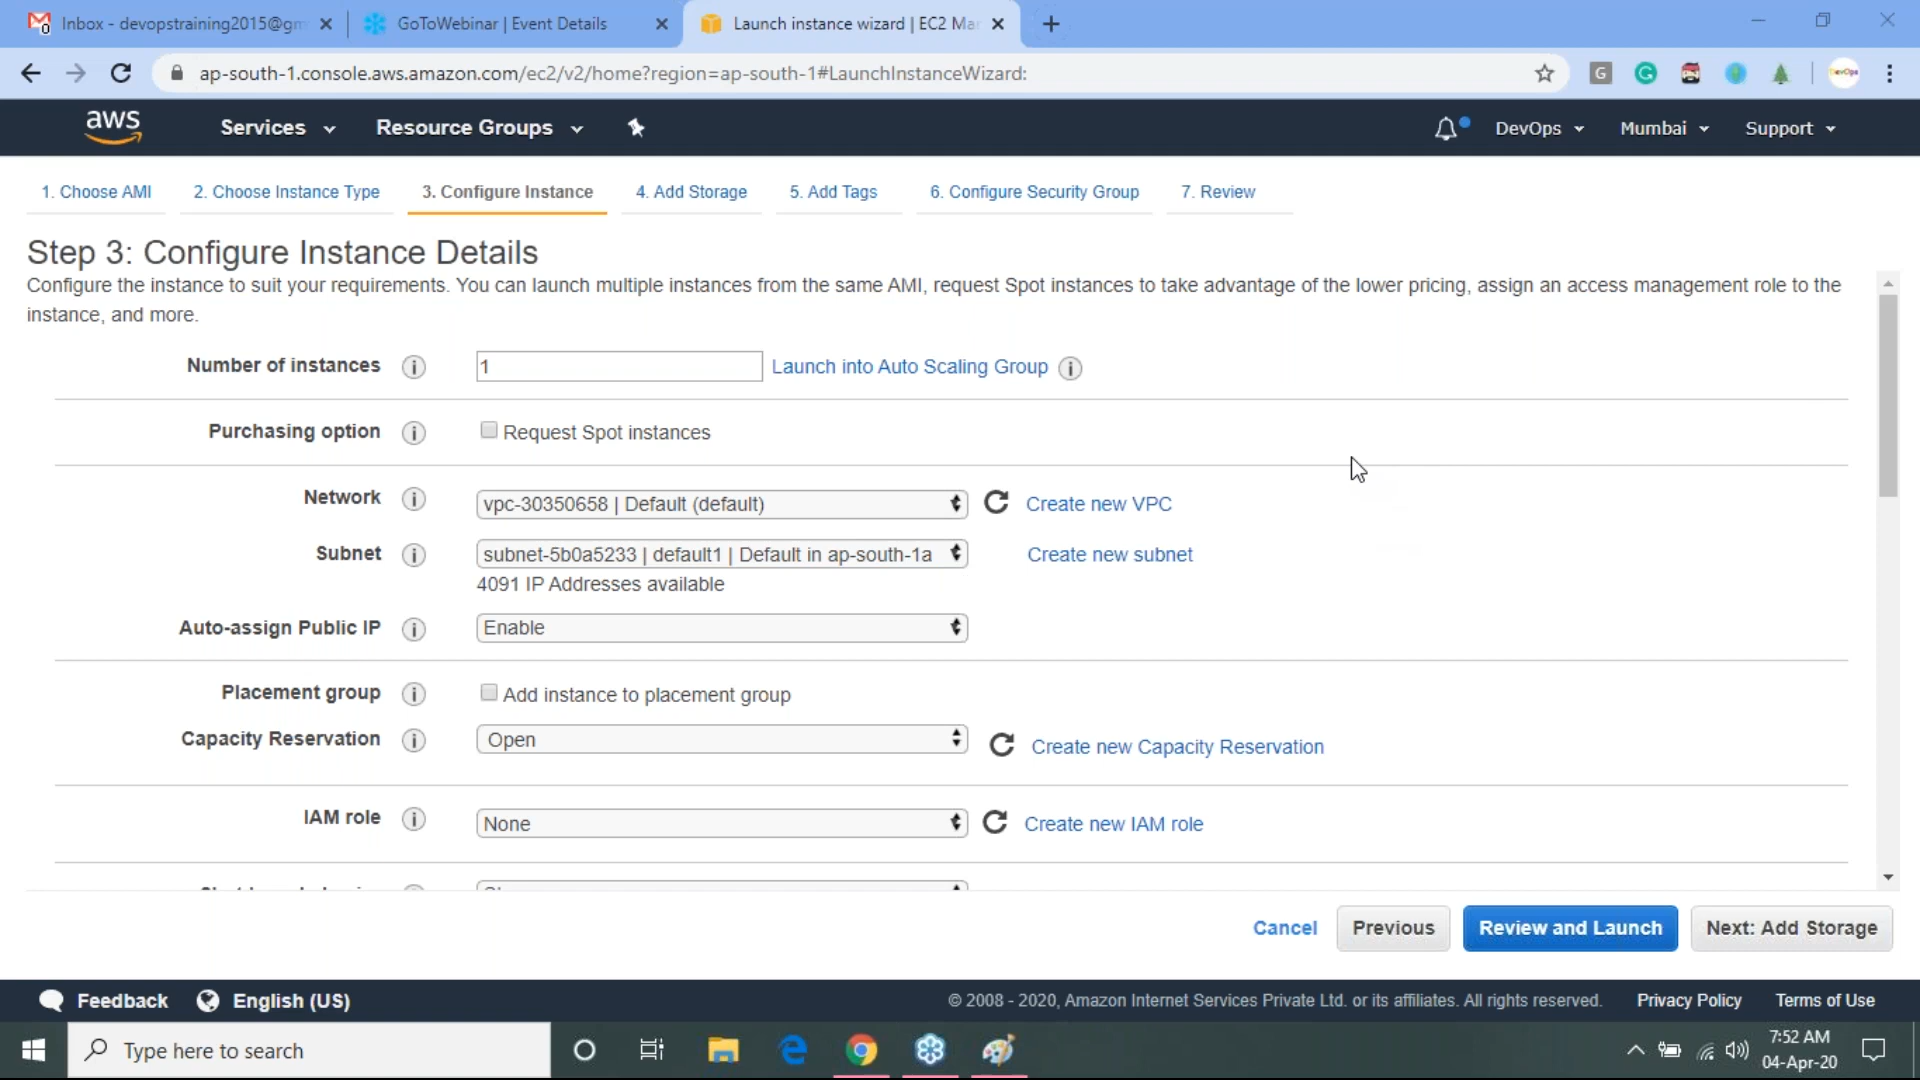 Inbox - devopstraining2015@gm
GoToWebinar | Event Details
Launch instance wizard | EC2 Ma
ap-south-1.console.aws.amazon.com/ec2/v2/home?region=ap-south-1#LaunchInstanceWizard:
aws
Services
Resource Groups
DevOps
Mumbai
Support
1. Choose AMI
2. Choose Instance Type
3. Configure Instance
4. Add Storage
5. Add Tags
6. Configure Security Group
7. Review
Step 3: Configure Instance Details
Configure the instance to suit your requirements. You can launch multiple instances from the same AMI, request Spot instances to take advantage of the lower pricing, assign an access management role to the
instance, and more.
Number of instances
1
Launch into Auto Scaling Group
Purchasing option
Request Spot instances
Network
vpc-30350658 | Default (default)
Create new VPC
Subnet
subnet-5b0a5233 | default1 | Default in ap-south-1a
Create new subnet
4091 IP Addresses available
Auto-assign Public IP
Enable
Placement group
Add instance to placement group
Capacity Reservation
Open
Create new Capacity Reservation
IAM role
None
Create new IAM role
Cancel
Previous
Review and Launch
Next: Add Storage
Feedback
English (US)
© 2008 - 2020, Amazon Internet Services Private Ltd. or its affiliates. All rights reserved.
Privacy Policy
Terms of Use
Type here to search
7:52 AM
04-Apr-20